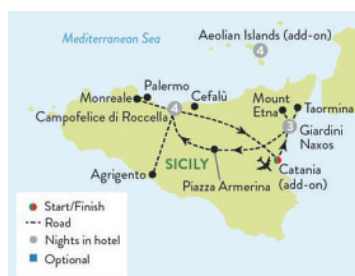 Mediterranean Sea
Aeolian Islands (add-on)
4
Palermo
Monreale
Cefalù
Mount
Etna
Taormina
Campofelice di Roccella
4
3
Giardini
Naxos
SICILY
Catania
(add-on)
Agrigento
Piazza Armerina
Start/Finish
Road
Nights in hotel
Optional